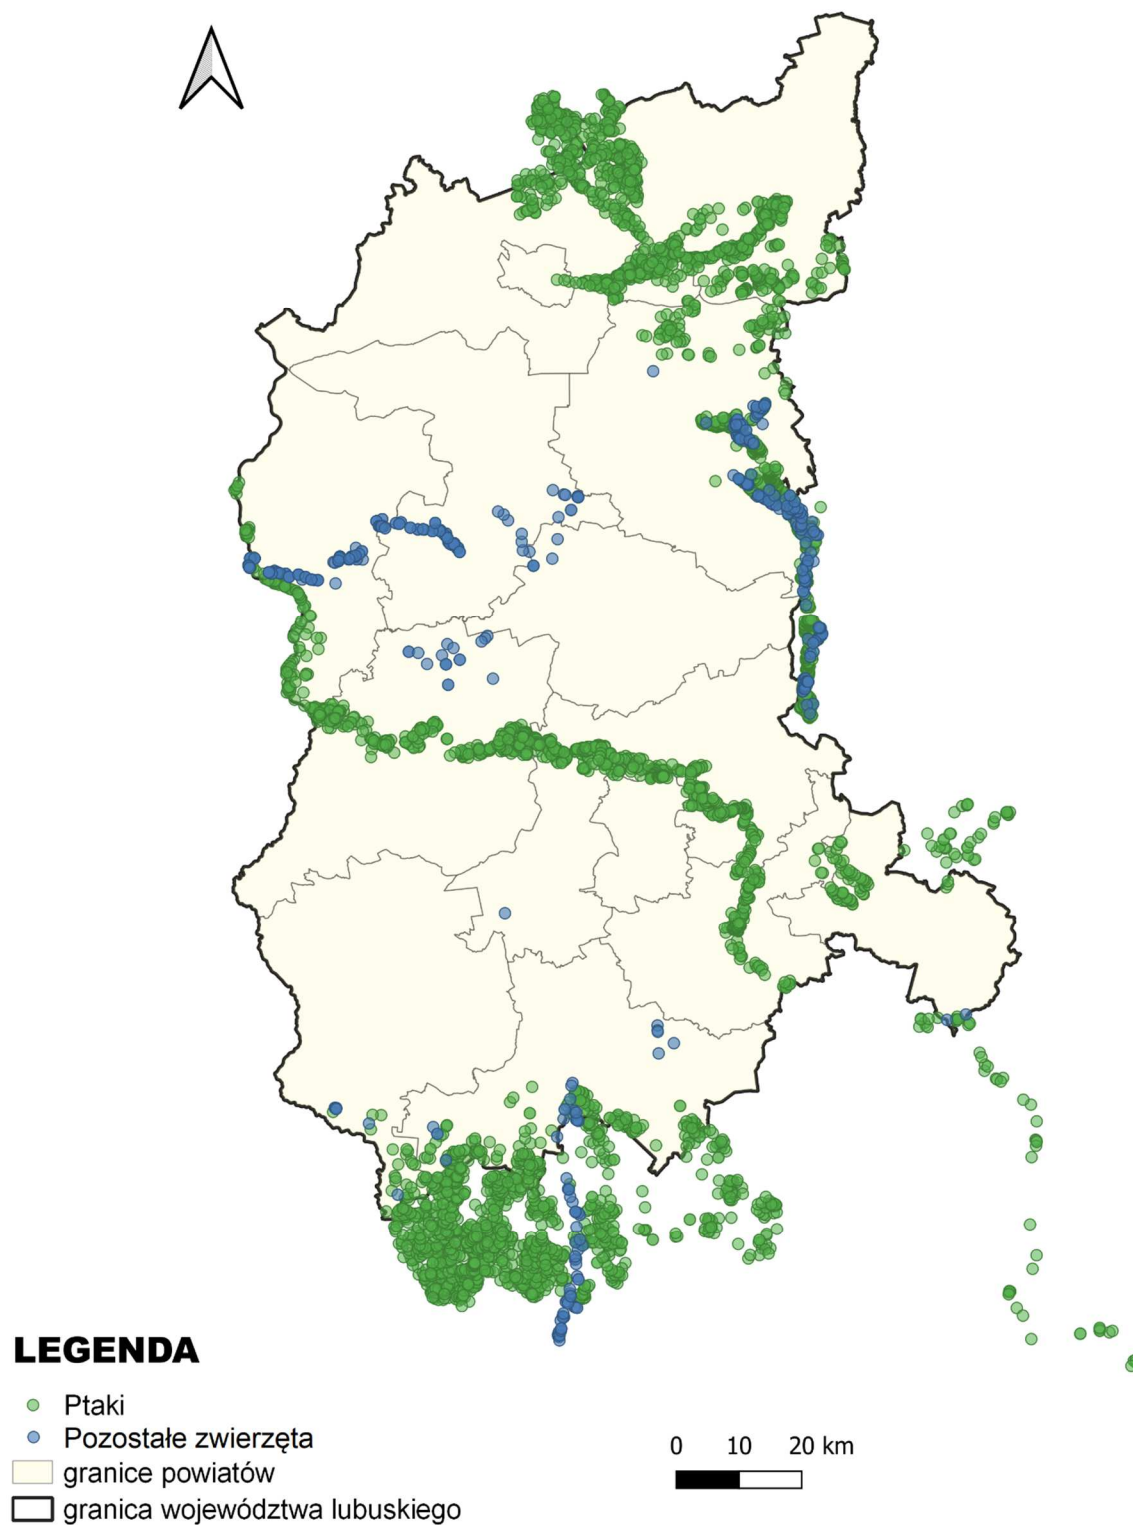 LEGENDA
Ptaki
Pozostałe zwierzęta
granice powiatów
granica województwa lubuskiego
0 10 20 km